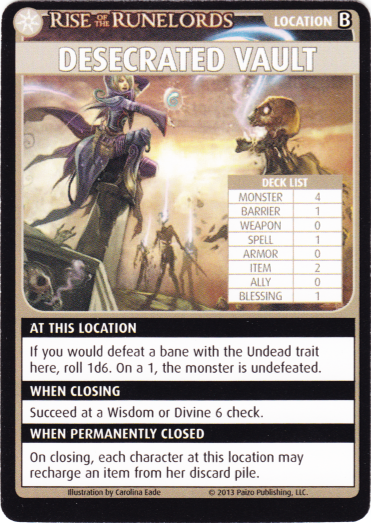 RISE OF THE RUNELORDS LOCATION B
DESECRATED VAULT
DECK LIST
MONSTER 4
BARRIER 1
WEAPON 0
SPELL 1
ARMOR 0
ITEM 2
ALLY 0
BLESSING 1
AT THIS LOCATION
If you would defeat a bane with the Undead trait
here, roll 1d6. On a 1, the monster is undefeated.
WHEN CLOSING
Succeed at a Wisdom or Divine 6 check.
WHEN PERMANENTLY CLOSED
On closing, each character at this location may
recharge an item from her discard pile.
Illustration by Carolina Eade © 2013 Paizo Publishing, LLC.